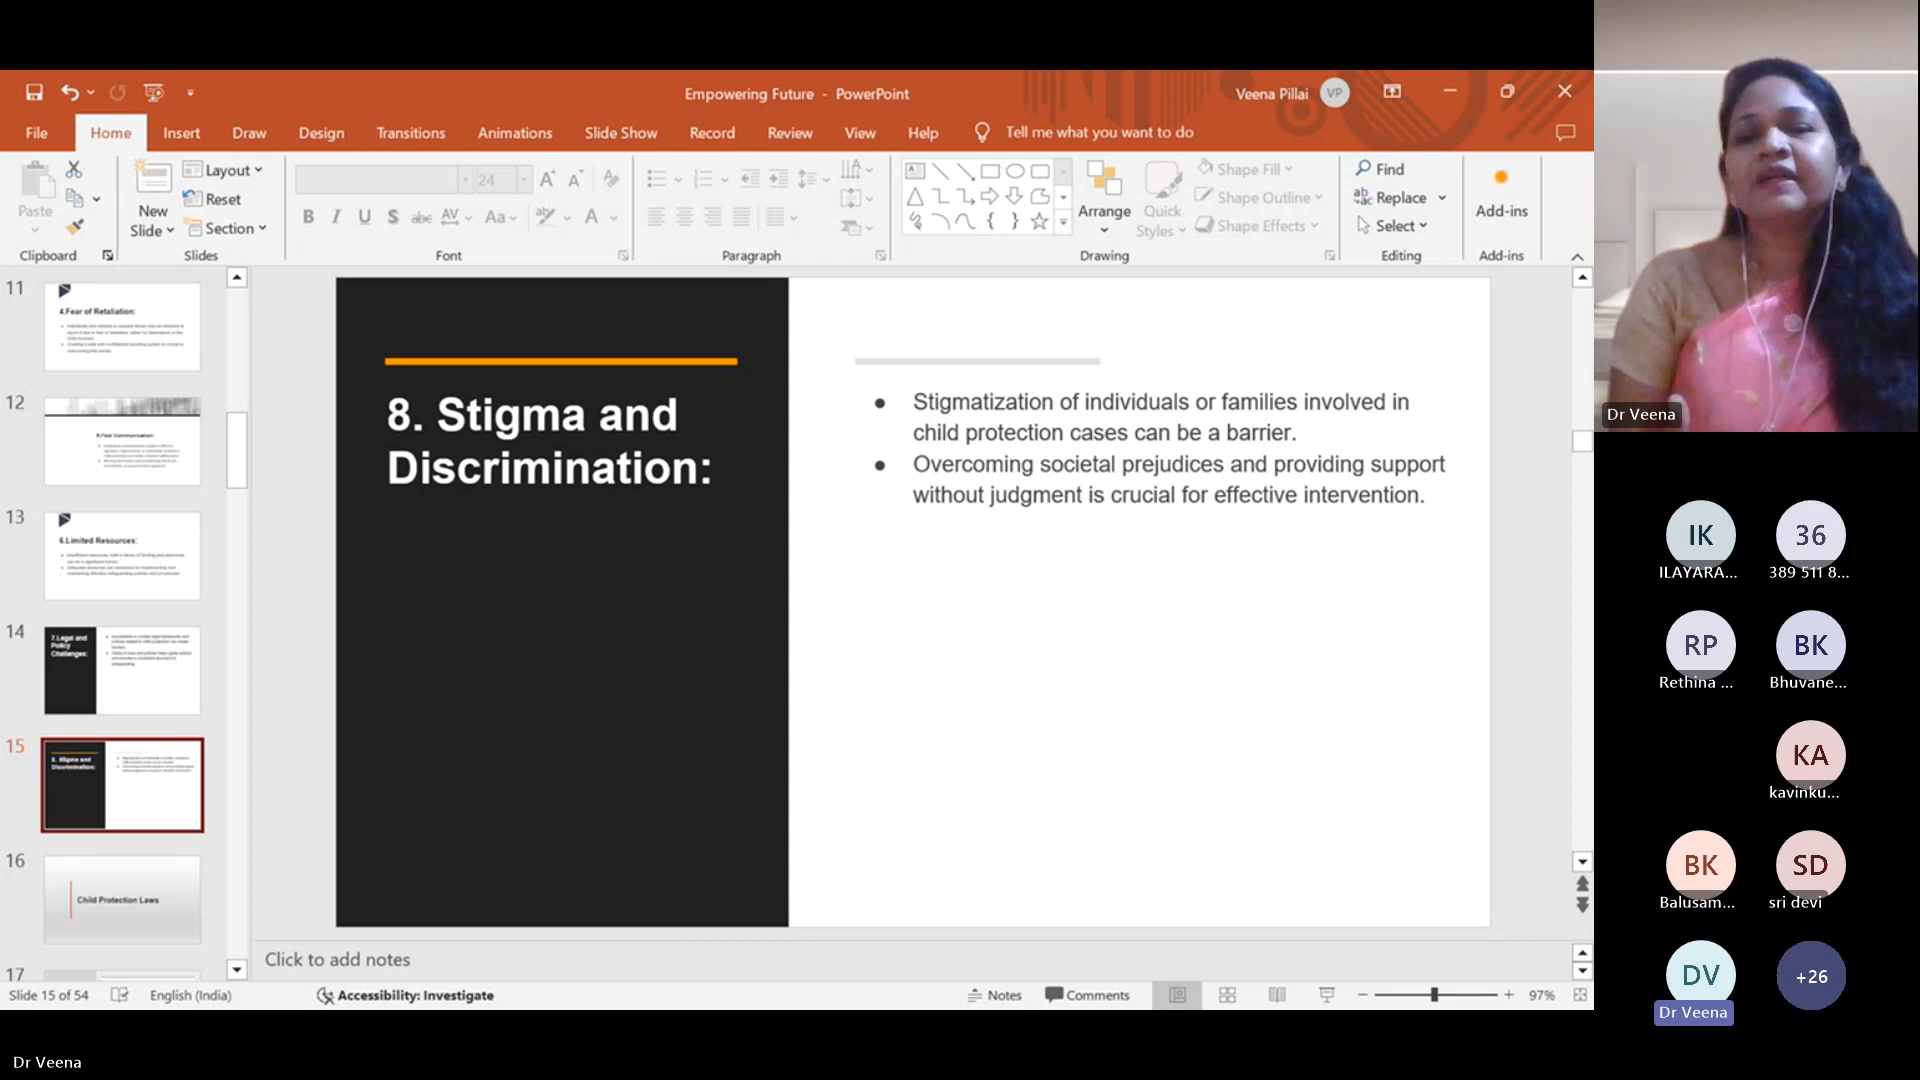 Empowering Future - PowerPoint
Veena Pillai
VP
File
Home
Insert
Draw
Design
Transitions
Animations
Slide Show
Record
Review
View
Help
Tell me what you want to do
Paste
Clipboard
New
Slide
Layout
Reset
Section
Slides
24
B I U S abc AV Aa A
Font
Paragraph
Arrange
Quick
Styles
Shape Fill
Shape Outline
Shape Effects
Drawing
Find
Replace
Select
Editing
Add-ins
Add-ins
11
4.Fear of Retaliation:
12
13
6.Limited Resources:
14
7.Legal and
Policy
Challenges:
15
8. Stigma and
Discrimination:
16
Child Protection Laws
17
8. Stigma and
Discrimination:
● Stigmatization of individuals or families involved in
child protection cases can be a barrier.
● Overcoming societal prejudices and providing support
without judgment is crucial for effective intervention.
Click to add notes
Slide 15 of 54
English (India)
Accessibility: Investigate
Notes
Comments
97%
Dr Veena
IK
ILAYARA...
36
389 511 8...
RP
Rethina ...
BK
Bhuvane...
KA
kavinku...
BK
Balusam...
SD
sri devi
DV
Dr Veena
+26
Dr Veena